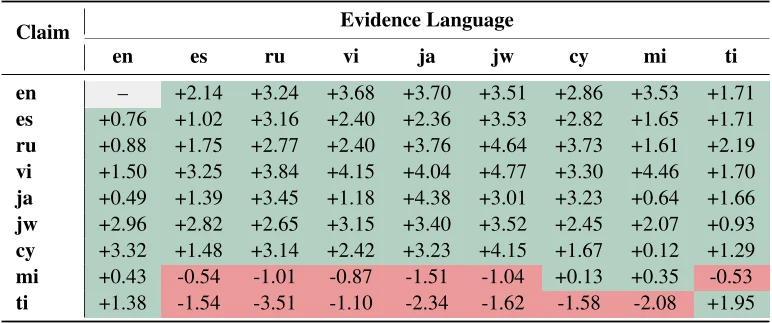 Claim Evidence Language
en es ru vi ja jw cy mi ti
en – +2.14 +3.24 +3.68 +3.70 +3.51 +2.86 +3.53 +1.71
es +0.76 +1.02 +3.16 +2.40 +2.36 +3.53 +2.82 +1.65 +1.71
ru +0.88 +1.75 +2.77 +2.40 +3.76 +4.64 +3.73 +1.61 +2.19
vi +1.50 +3.25 +3.84 +4.15 +4.04 +4.77 +3.30 +4.46 +1.70
ja +0.49 +1.39 +3.45 +1.18 +4.38 +3.01 +3.23 +0.64 +1.66
jw +2.96 +2.82 +2.65 +3.15 +3.40 +3.52 +2.45 +2.07 +0.93
cy +3.32 +1.48 +3.14 +2.42 +3.23 +4.15 +1.67 +0.12 +1.29
mi +0.43 -0.54 -1.01 -0.87 -1.51 -1.04 +0.13 +0.35 -0.53
ti +1.38 -1.54 -3.51 -1.10 -2.34 -1.62 -1.58 -2.08 +1.95